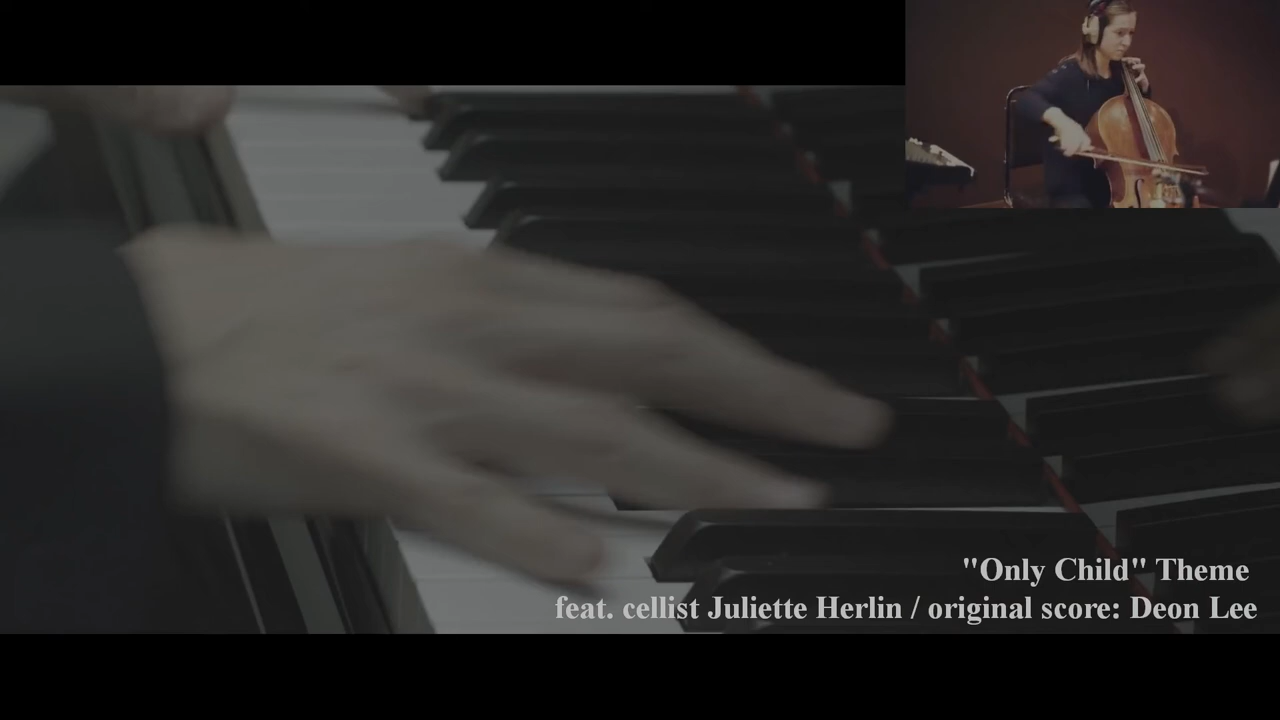 "Only Child" Theme
feat. cellist Juliette Herlin / original score: Deon Lee